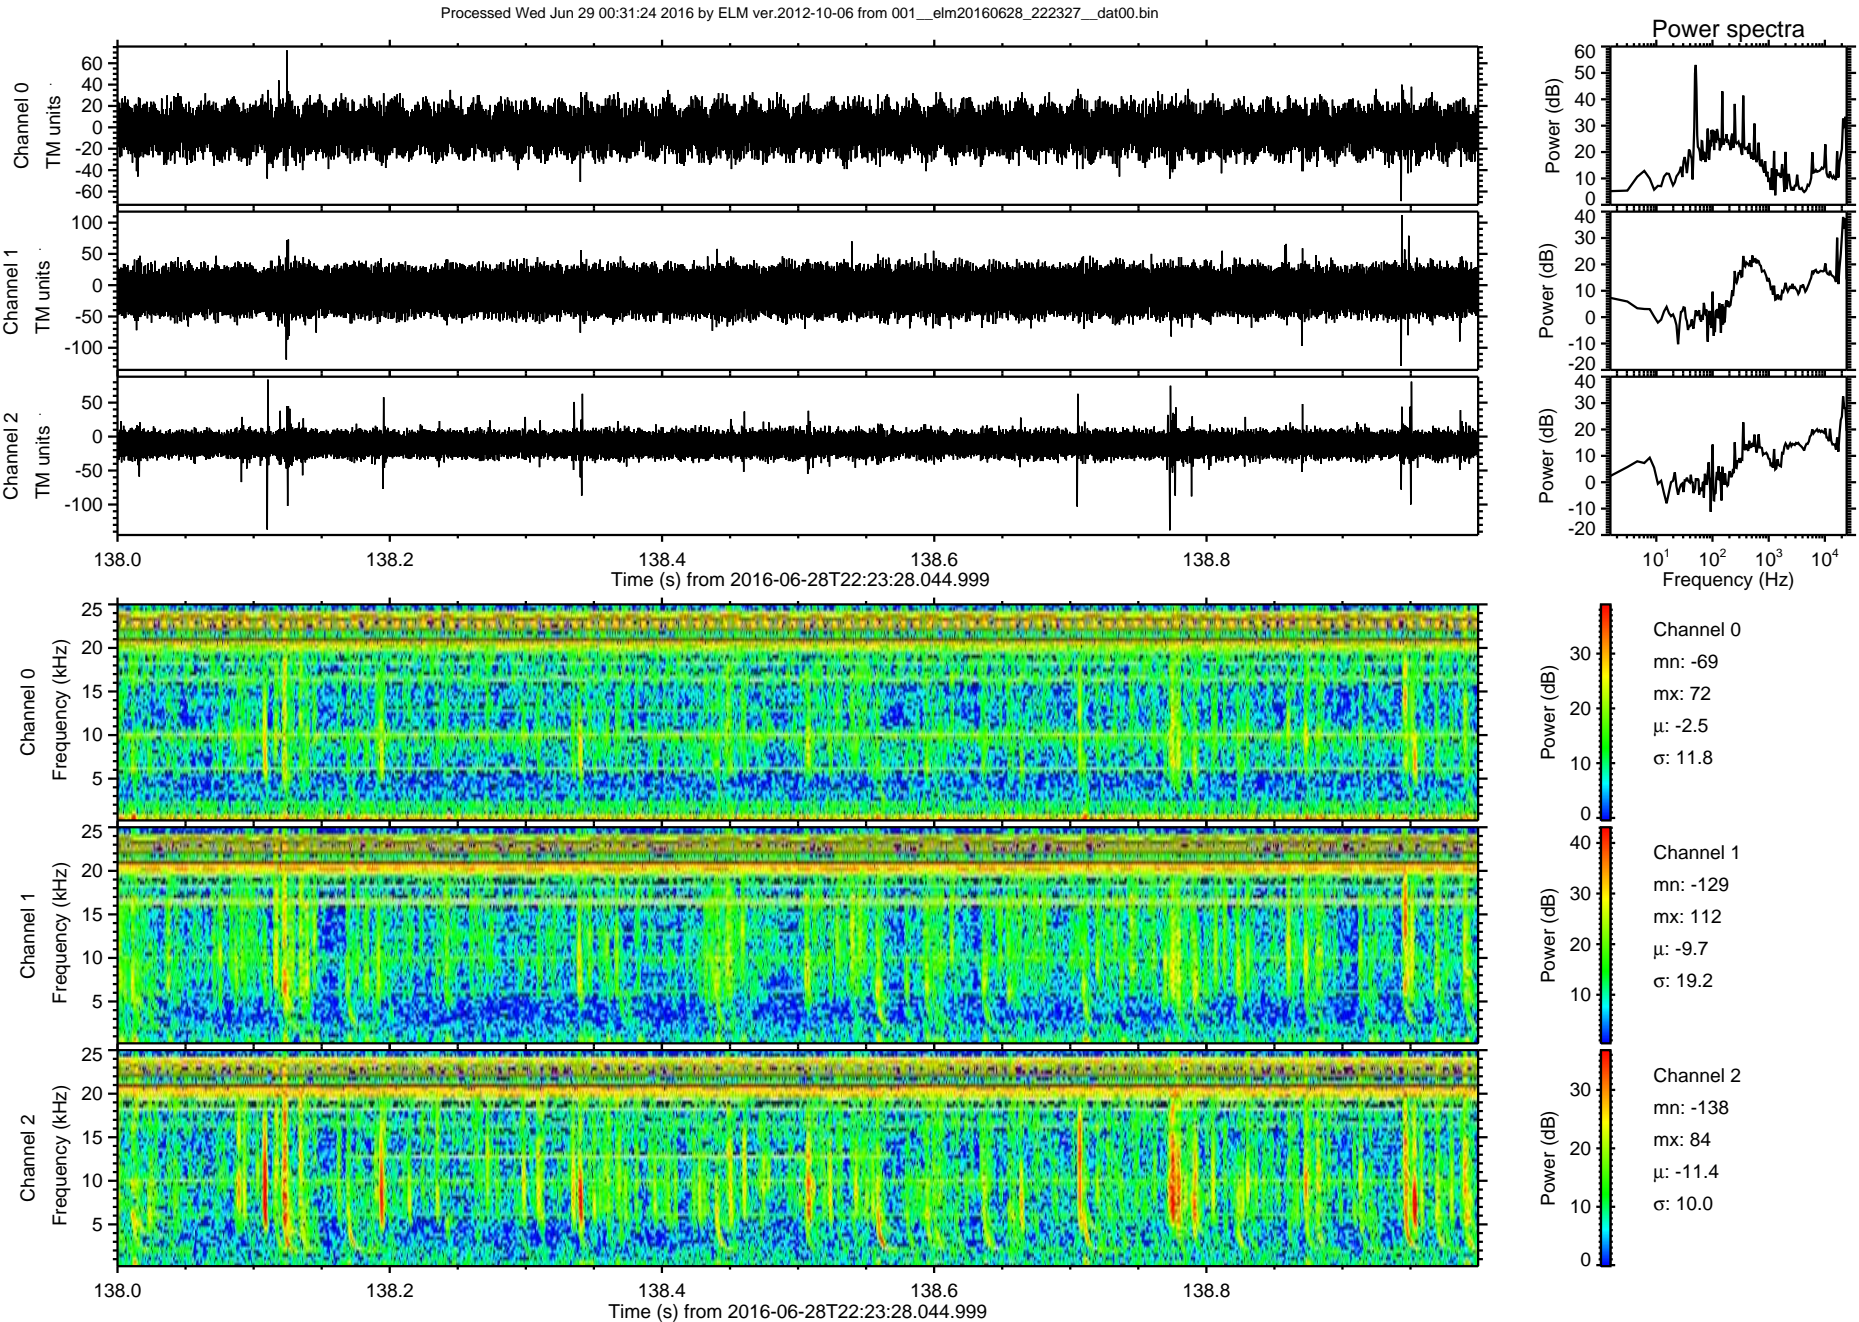 Processed Wed Jun 29 00:31:24 2016 by ELM ver.2012-10-06 from 001__elm20160628_222327__dat00.bin
Power spectra
Channel 0
TM units
60
40
20
0
-20
-40
-60
Power (dB)
60
50
40
30
20
10
0
Channel 1
TM units
100
50
0
-50
-100
Power (dB)
40
30
20
10
0
-10
-20
Channel 2
TM units
50
0
-50
-100
Power (dB)
40
30
20
10
0
-10
-20
138.0 138.2 138.4 138.6 138.8
Time (s) from 2016-06-28T22:23:28.044.999
10^1 10^2 10^3 10^4
Frequency (Hz)
Channel 0
Frequency (kHz)
25
20
15
10
5
Power (dB)
30
20
10
0
Channel 0
mn: -69
mx: 72
μ: -2.5
σ: 11.8
Channel 1
Frequency (kHz)
25
20
15
10
5
Power (dB)
40
30
20
10
Channel 1
mn: -129
mx: 112
μ: -9.7
σ: 19.2
Channel 2
Frequency (kHz)
25
20
15
10
5
Power (dB)
30
20
10
0
Channel 2
mn: -138
mx: 84
μ: -11.4
σ: 10.0
138.0 138.2 138.4 138.6 138.8
Time (s) from 2016-06-28T22:23:28.044.999